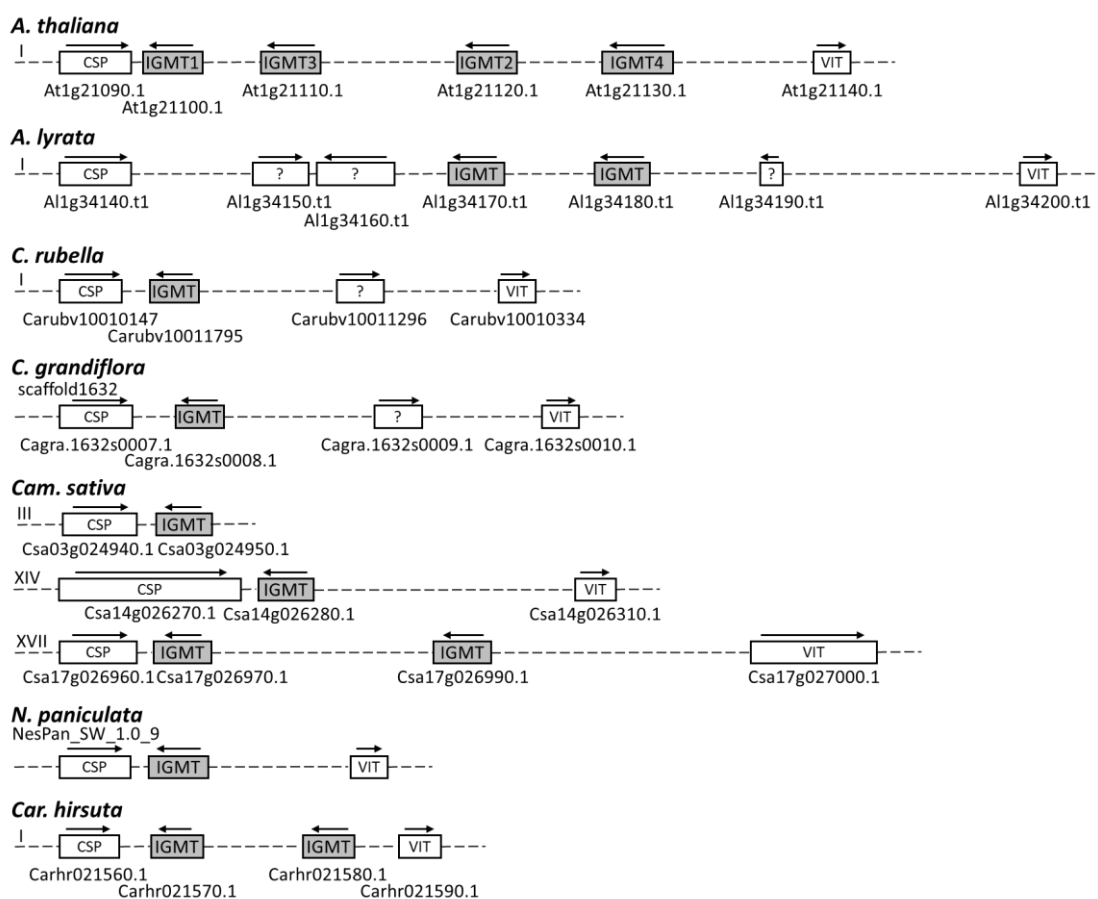 A. thaliana
I
CSP IGMT1 IGMT3 IGMT2 IGMT4 VIT
At1g21090.1 At1g21110.1 At1g21120.1 At1g21130.1 At1g21140.1
At1g21100.1
A. lyrata
I
CSP ? ? IGMT IGMT ? VIT
Al1g34140.t1 Al1g34150.t1 Al1g34170.t1 Al1g34180.t1 Al1g34190.t1 Al1g34200.t1
Al1g34160.t1
C. rubella
I
CSP IGMT ? VIT
Carubv10010147 Carubv10011296 Carubv10010334
Carubv10011795
C. grandiflora
scaffold1632
CSP IGMT ? VIT
Cagra.1632s0007.1 Cagra.1632s0009.1 Cagra.1632s0010.1
Cagra.1632s0008.1
Cam. sativa
III
CSP IGMT
Csa03g024940.1 Csa03g024950.1
XIV
CSP IGMT VIT
Csa14g026270.1 Csa14g026280.1 Csa14g026310.1
XVII
CSP IGMT IGMT VIT
Csa17g026960.1 Csa17g026970.1 Csa17g026990.1 Csa17g027000.1
N. paniculata
NesPan_SW_1.0_9
CSP IGMT VIT
Car. hirsuta
I
CSP IGMT IGMT VIT
Carhr021560.1 Carhr021580.1
Carhr021570.1 Carhr021590.1